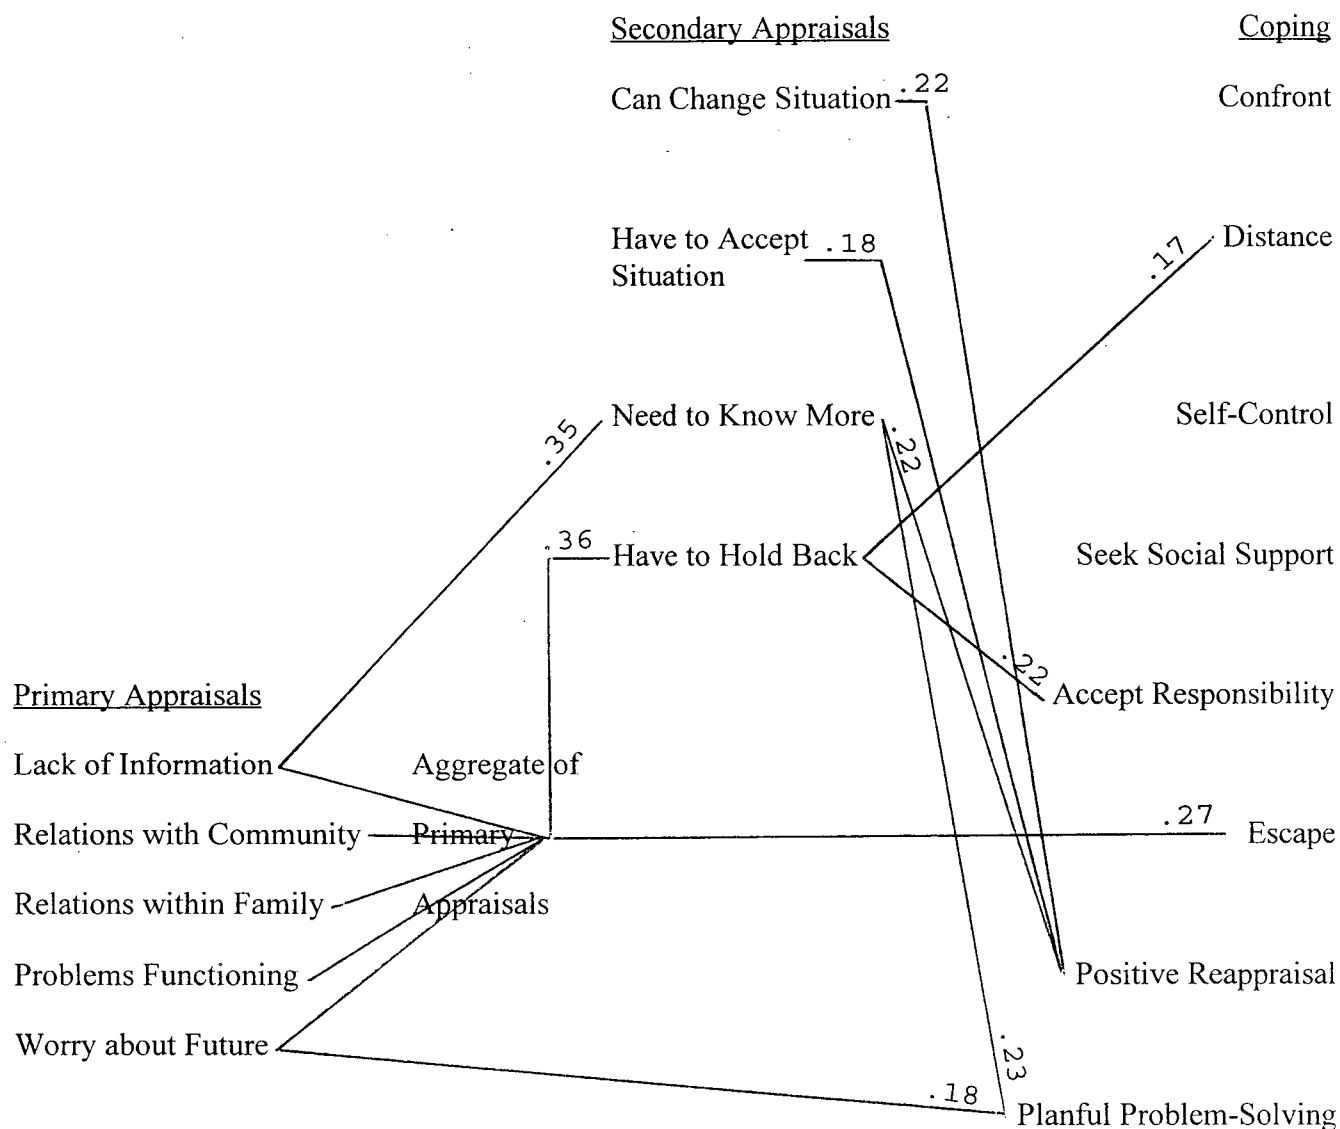 Secondary Appraisals
Coping
Can Change Situation
.22
Confront
Have to Accept
Situation
.18
.17
Distance
.35
Need to Know More
.22
Self-Control
.36
Have to Hold Back
Seek Social Support
.22
Accept Responsibility
Primary Appraisals
Lack of Information
Aggregate of
Relations with Community
Primary
.27
Escape
Relations within Family
Appraisals
Problems Functioning
Positive Reappraisal
Worry about Future
.23
.18
Planful Problem-Solving